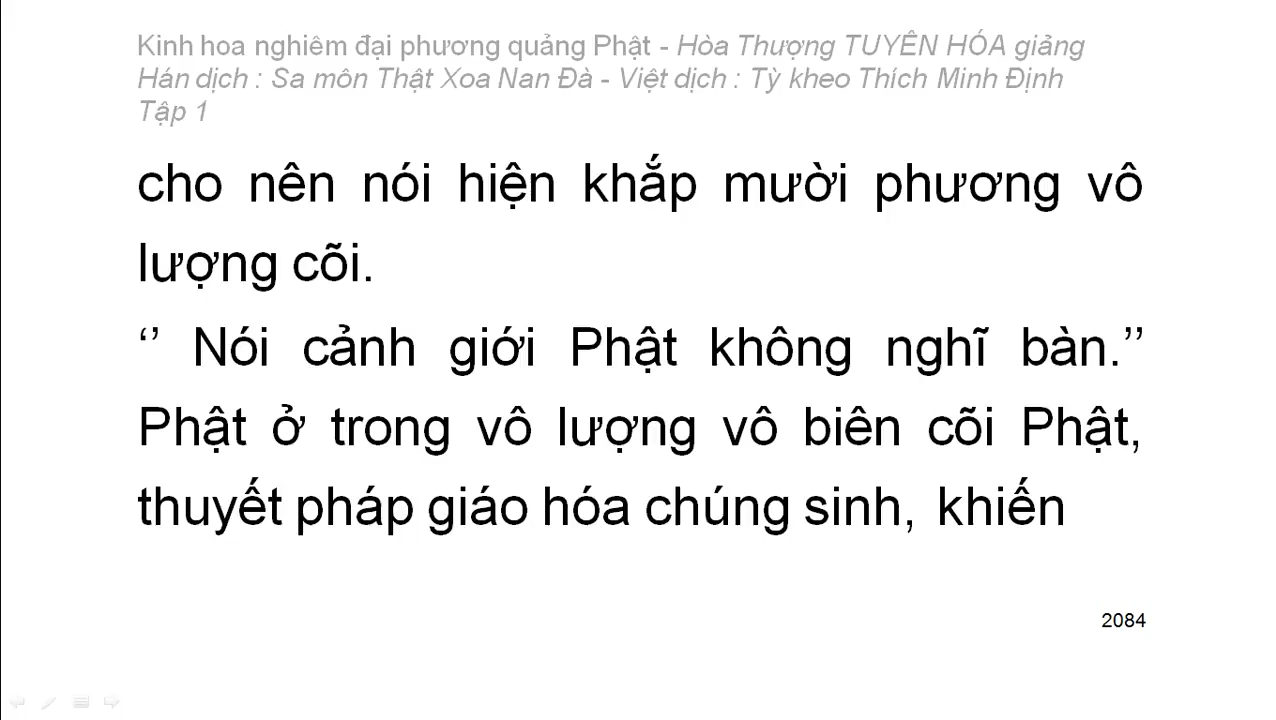 Kinh hoa nghiêm đại phương quảng Phật - Hòa Thượng TUYÊN HÓA giảng
Hán dịch : Sa môn Thật Xoa Nan Đà - Việt dịch : Tỳ kheo Thích Minh Định
Tập 1
cho nên nói hiện khắp mười phương vô
lượng cõi.
‘’ Nói cảnh giới Phật không nghĩ bàn.’’
Phật ở trong vô lượng vô biên cõi Phật,
thuyết pháp giáo hóa chúng sinh, khiến
2084